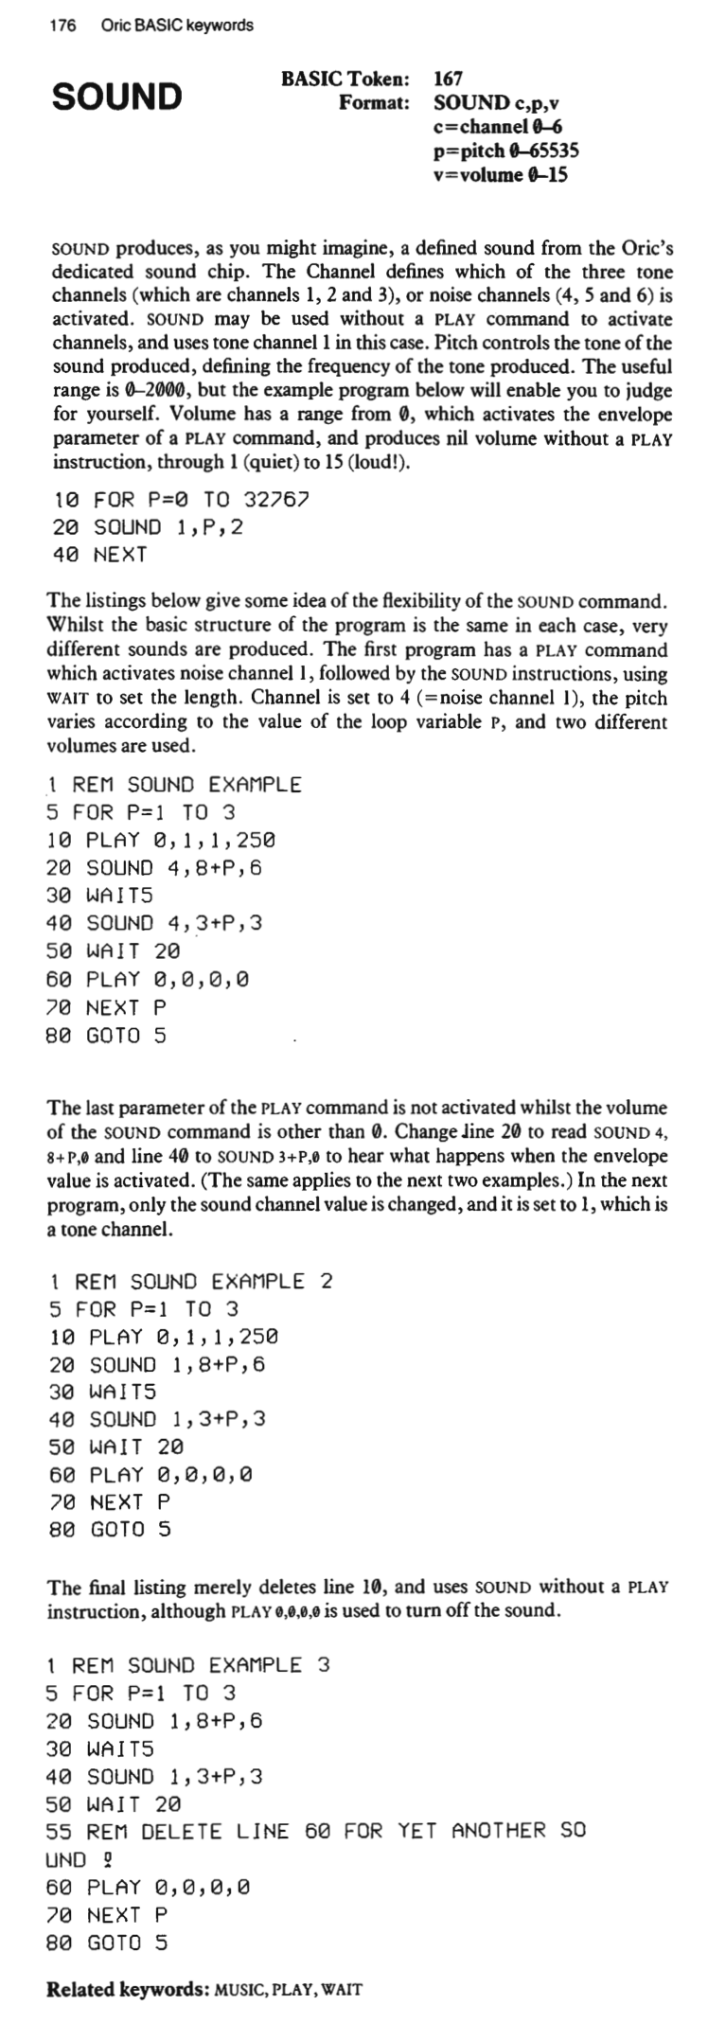 176 Oric BASIC keywords
SOUND
BASIC Token: 167
Format: SOUND c,p,v
c=channel 0–6
p=pitch 0–65535
v=volume 0–15
SOUND produces, as you might imagine, a defined sound from the Oric's
dedicated sound chip. The Channel defines which of the three tone
channels (which are channels 1, 2 and 3), or noise channels (4, 5 and 6) is
activated. SOUND may be used without a PLAY command to activate
channels, and uses tone channel 1 in this case. Pitch controls the tone of the
sound produced, defining the frequency of the tone produced. The useful
range is 0–2000, but the example program below will enable you to judge
for yourself. Volume has a range from 0, which activates the envelope
parameter of a PLAY command, and produces nil volume without a PLAY
instruction, through 1 (quiet) to 15 (loud!).
10 FOR P=0 TO 32767
20 SOUND 1,P,2
40 NEXT
The listings below give some idea of the flexibility of the SOUND command.
Whilst the basic structure of the program is the same in each case, very
different sounds are produced. The first program has a PLAY command
which activates noise channel 1, followed by the SOUND instructions, using
WAIT to set the length. Channel is set to 4 (=noise channel 1), the pitch
varies according to the value of the loop variable P, and two different
volumes are used.
1 REM SOUND EXAMPLE
5 FOR P=1 TO 3
10 PLAY 0,1,1,250
20 SOUND 4,8+P,6
30 WAIT5
40 SOUND 4,3+P,3
50 WAIT 20
60 PLAY 0,0,0,0
70 NEXT P
80 GOTO 5
The last parameter of the PLAY command is not activated whilst the volume
of the SOUND command is other than 0. Change line 20 to read SOUND 4,
8+P,0 and line 40 to SOUND 3+P,0 to hear what happens when the envelope
value is activated. (The same applies to the next two examples.) In the next
program, only the sound channel value is changed, and it is set to 1, which is
a tone channel.
1 REM SOUND EXAMPLE 2
5 FOR P=1 TO 3
10 PLAY 0,1,1,250
20 SOUND 1,8+P,6
30 WAIT5
40 SOUND 1,3+P,3
50 WAIT 20
60 PLAY 0,0,0,0
70 NEXT P
80 GOTO 5
The final listing merely deletes line 10, and uses SOUND without a PLAY
instruction, although PLAY 0,0,0,0 is used to turn off the sound.
1 REM SOUND EXAMPLE 3
5 FOR P=1 TO 3
20 SOUND 1,8+P,6
30 WAIT5
40 SOUND 1,3+P,3
50 WAIT 20
55 REM DELETE LINE 60 FOR YET ANOTHER SO
UND !
60 PLAY 0,0,0,0
70 NEXT P
80 GOTO 5
Related keywords: MUSIC, PLAY, WAIT